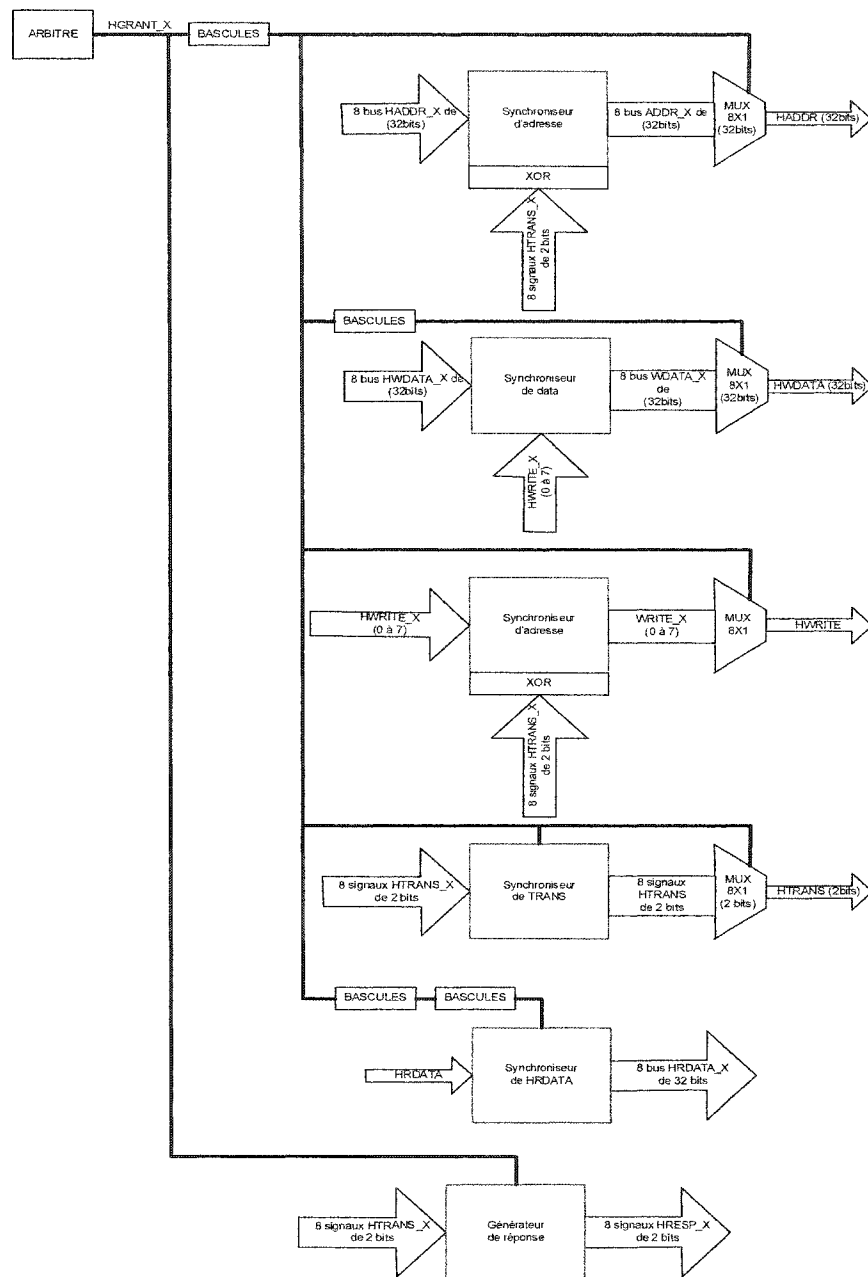 HGRANT_X
ARBITRE
BASCULES
8 bus HADDR_X de
(32bits)
Synchroniseur
d'adresse
8 bus ADDR_X de
(32bits)
MUX
8X1
(32bits)
HADDR (32bits)
XOR
8 signaux HTRANS_X
de 2 bits
BASCULES
8 bus HWDATA_X de
(32bits)
Synchroniseur
de data
8 bus WDATA_X
de
(32bits)
MUX
8X1
(32bits)
HWDATA (32bits)
HWRITE_X
(0 à 7)
HWRITE_X
(0 à 7)
Synchroniseur
d'adresse
WRITE_X
(0 à 7)
MUX
8X1
HWRITE
XOR
8 signaux HTRANS_X
de 2 bits
8 signaux HTRANS_X
de 2 bits
Synchroniseur
de TRANS
8 signaux
HTRANS
de 2 bits
MUX
8X1
(2 bits)
HTRANS (2bits)
BASCULES
BASCULES
HRDATA
Synchroniseur
de HRDATA
8 bus HRDATA_X
de 32 bits
8 signaux HTRANS_X
de 2 bits
Générateur
de réponse
8 signaux HRESP_X
de 2 bits